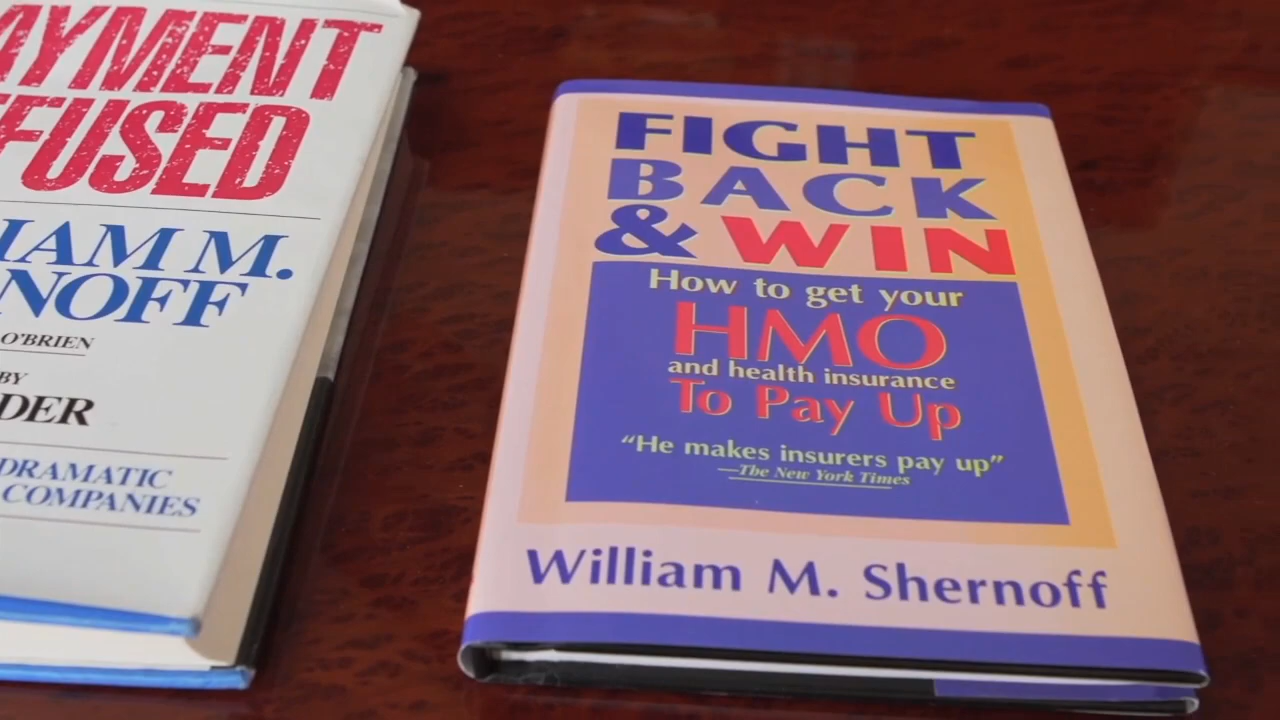 AYMENT
FUSED
IAM M.
NOFF
O'BRIEN
BY
DER
DRAMATIC
COMPANIES
FIGHT
BACK
& WIN
How to get your
HMO
and health insurance
To Pay Up
“He makes insurers pay up”
—The New York Times
William M. Shernoff